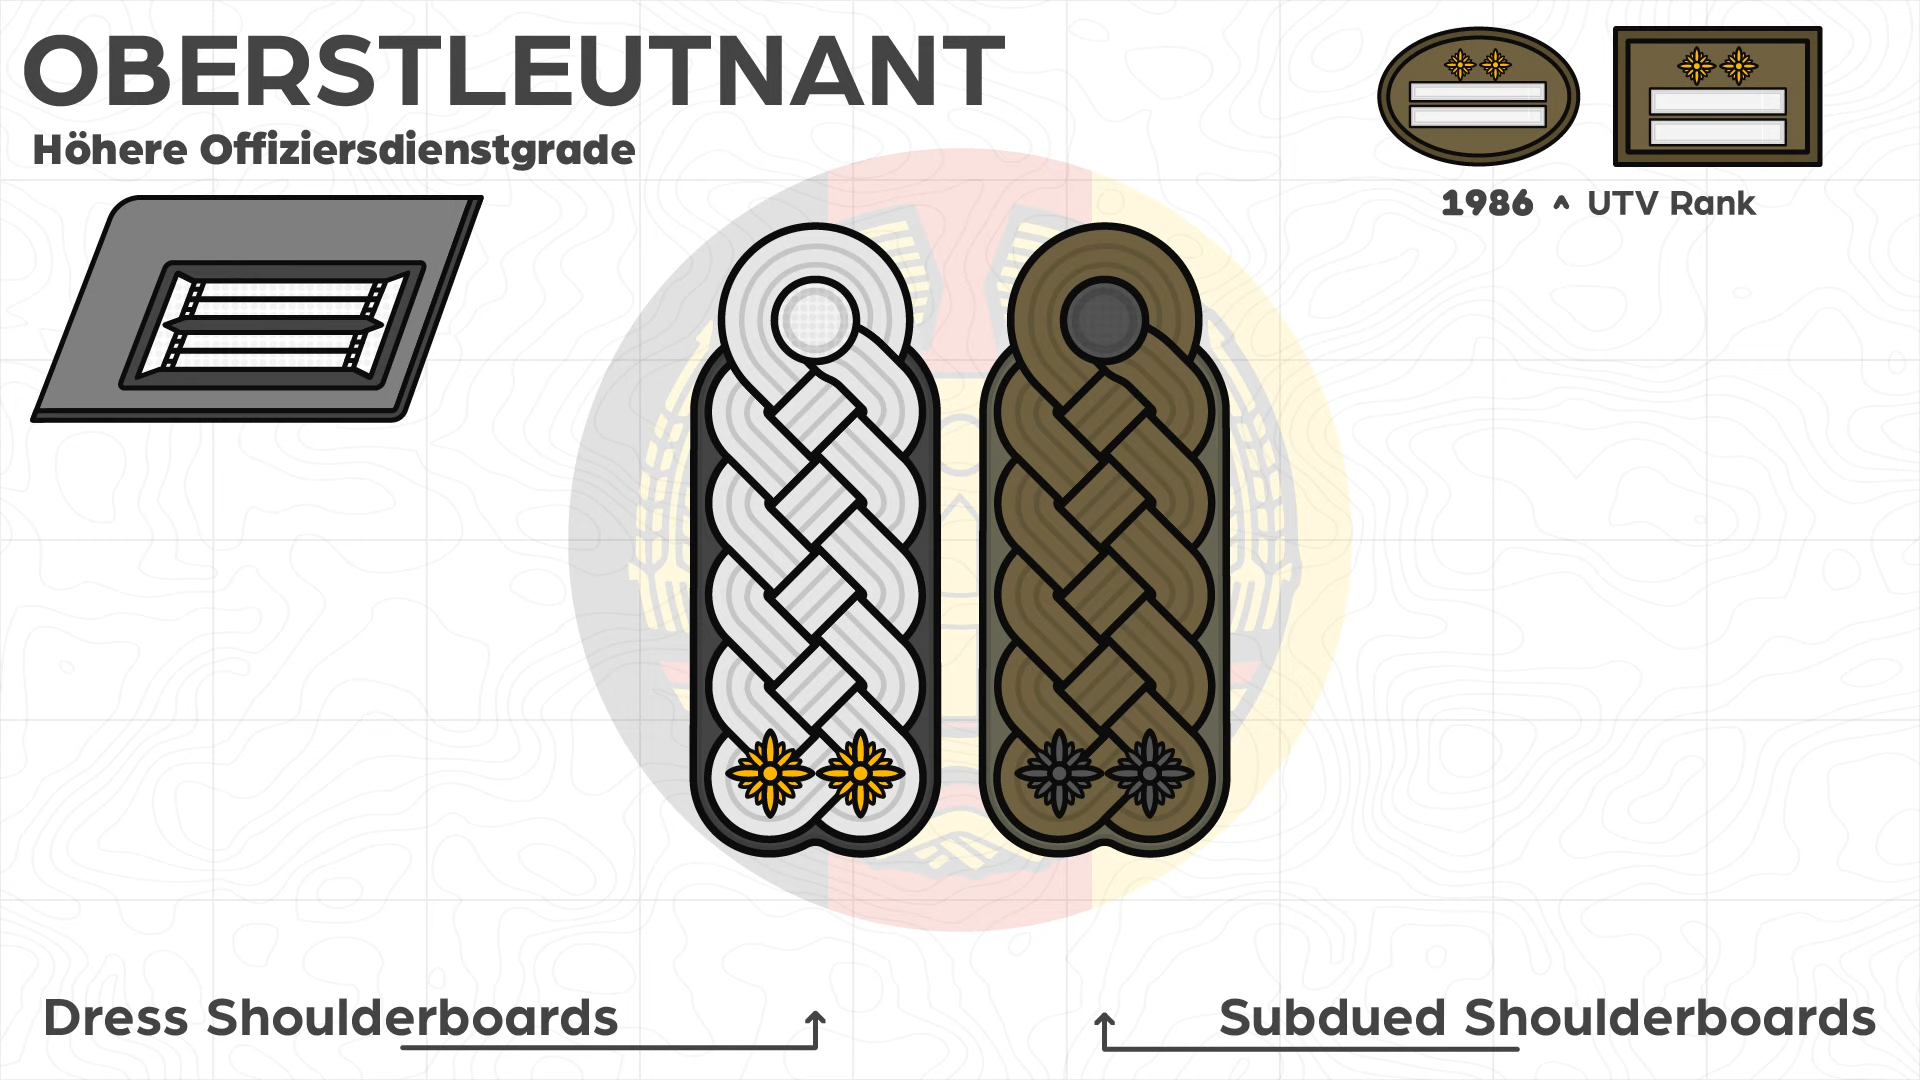 OBERSTLEUTNANT
Höhere Offiziersdienstgrade
1986 ^ UTV Rank
Dress Shoulderboards
Subdued Shoulderboards